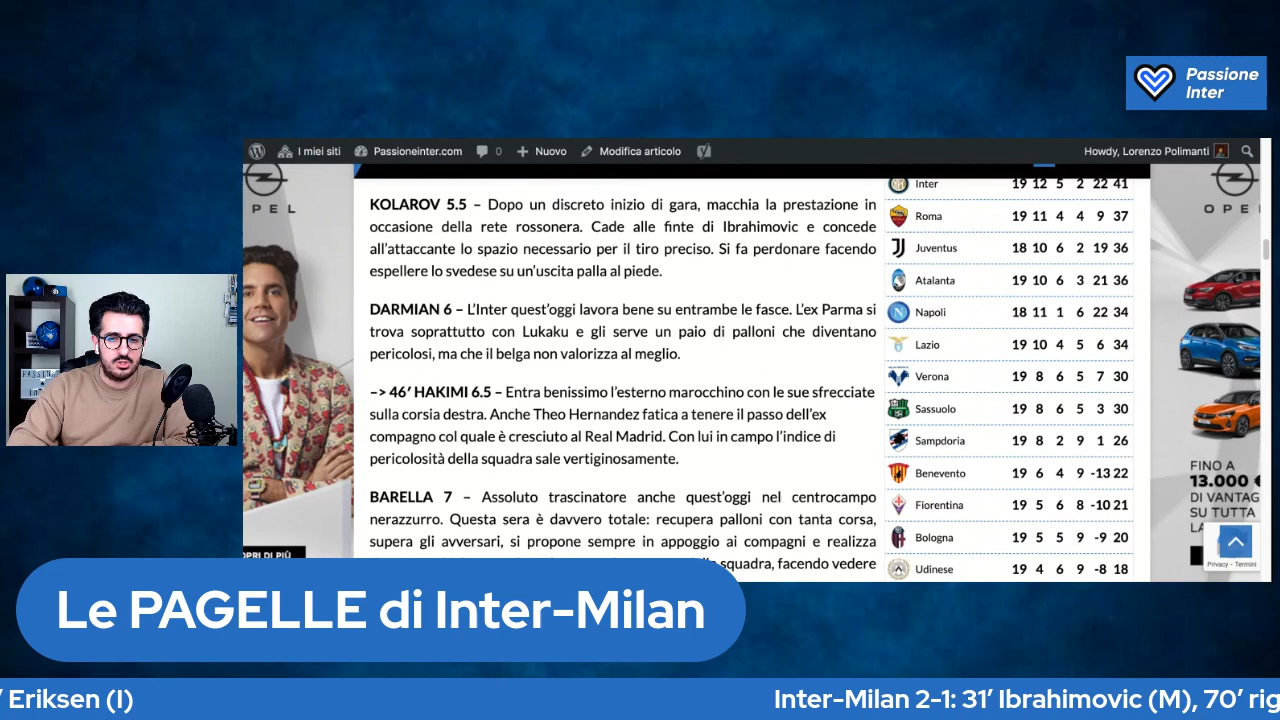 Passione
Inter
I miei siti
Passioneinter.com
0
Nuovo
Modifica articolo
Howdy, Lorenzo Polimanti
OPEL
KOLAROV 5.5 – Dopo un discreto inizio di gara, macchia la prestazione in
occasione della rete rossonera. Cade alle finte di Ibrahimovic e concede
all’attaccante lo spazio necessario per il tiro preciso. Si fa perdonare facendo
espellere lo svedese su un’uscita palla al piede.
DARMIAN 6 – L’Inter quest’oggi lavora bene su entrambe le fasce. L’ex Parma si
trova soprattutto con Lukaku e gli serve un paio di palloni che diventano
pericolosi, ma che il belga non valorizza al meglio.
–> 46’ HAKIMI 6.5 – Entra benissimo l’esterno marocchino con le sue sfrecciate
sulla corsia destra. Anche Theo Hernandez fatica a tenere il passo dell’ex
compagno col quale è cresciuto al Real Madrid. Con lui in campo l’indice di
pericolosità della squadra sale vertiginosamente.
BARELLA 7 – Assoluto trascinatore anche quest’oggi nel centrocampo
nerazzurro. Questa sera è davvero totale: recupera palloni con tanta corsa,
supera gli avversari, si propone sempre in appoggio ai compagni e realizza
squadra, facendo vedere
Inter 19 12 5 2 22 41
Roma 19 11 4 4 9 37
Juventus 18 10 6 2 19 36
Atalanta 19 10 6 3 21 36
Napoli 18 11 1 6 22 34
Lazio 19 10 4 5 6 34
Verona 19 8 6 5 7 30
Sassuolo 19 8 6 5 3 30
Sampdoria 19 8 2 9 1 26
Benevento 19 6 4 9 -13 22
Fiorentina 19 5 6 8 -10 21
Bologna 19 5 5 9 -9 20
Udinese 19 4 6 9 -8 18
OPE
FINO A
13.000 €
DI VANTAG
SU TUTTA
LA
Privacy - Termini
OPRI DI PIÙ
Le PAGELLE di Inter-Milan
’ Eriksen (I)
Inter-Milan 2-1: 31’ Ibrahimovic (M), 70’ rig